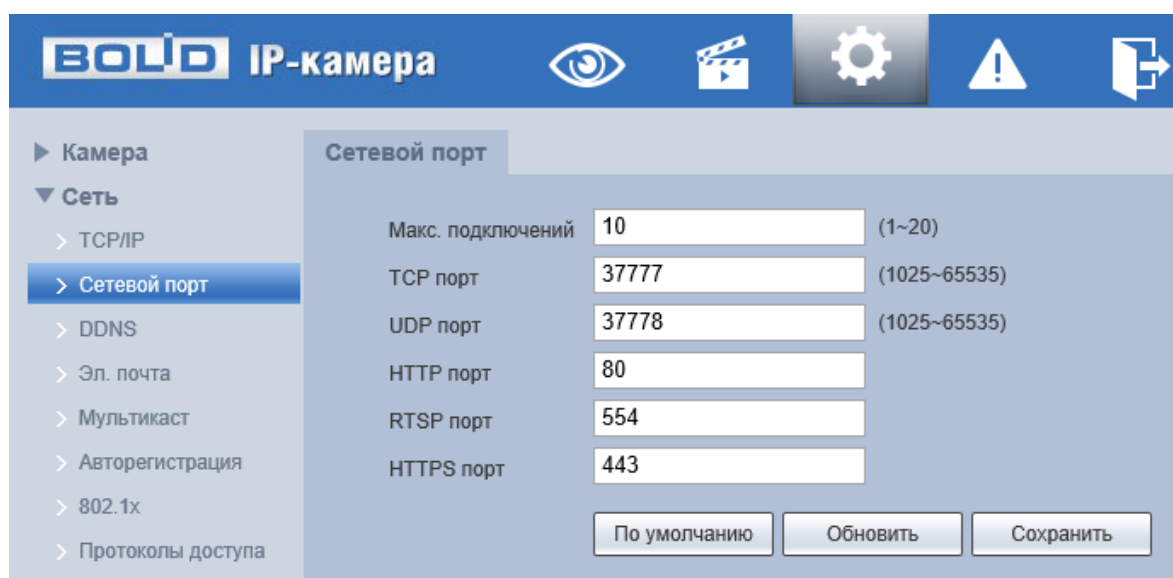 BOLID IP-камера
Камера
Сеть
TCP/IP
Сетевой порт
DDNS
Эл. почта
Мультикаст
Авторегистрация
802.1x
Протоколы доступа
Сетевой порт
Макс. подключений 10 (1~20)
TCP порт 37777 (1025~65535)
UDP порт 37778 (1025~65535)
HTTP порт 80
RTSP порт 554
HTTPS порт 443
По умолчанию Обновить Сохранить